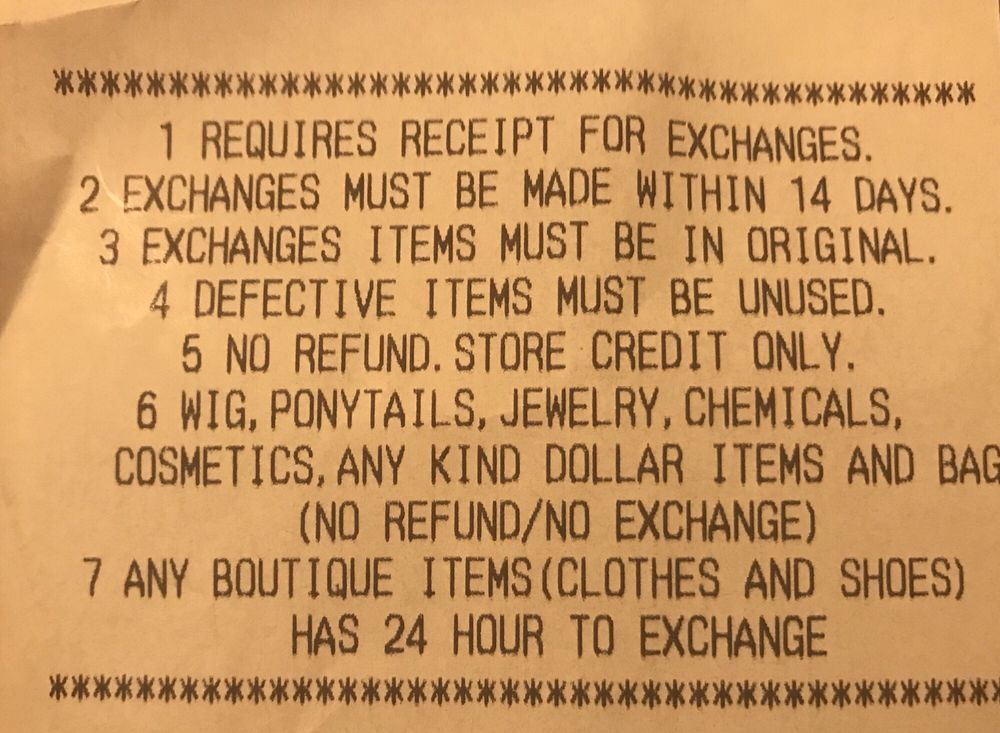 ****************************************
1 REQUIRES RECEIPT FOR EXCHANGES.
2 EXCHANGES MUST BE MADE WITHIN 14 DAYS.
3 EXCHANGES ITEMS MUST BE IN ORIGINAL.
4 DEFECTIVE ITEMS MUST BE UNUSED.
5 NO REFUND. STORE CREDIT ONLY.
6 WIG, PONYTAILS, JEWELRY, CHEMICALS,
COSMETICS, ANY KIND DOLLAR ITEMS AND BAG
(NO REFUND/NO EXCHANGE)
7 ANY BOUTIQUE ITEMS(CLOTHES AND SHOES)
HAS 24 HOUR TO EXCHANGE
****************************************